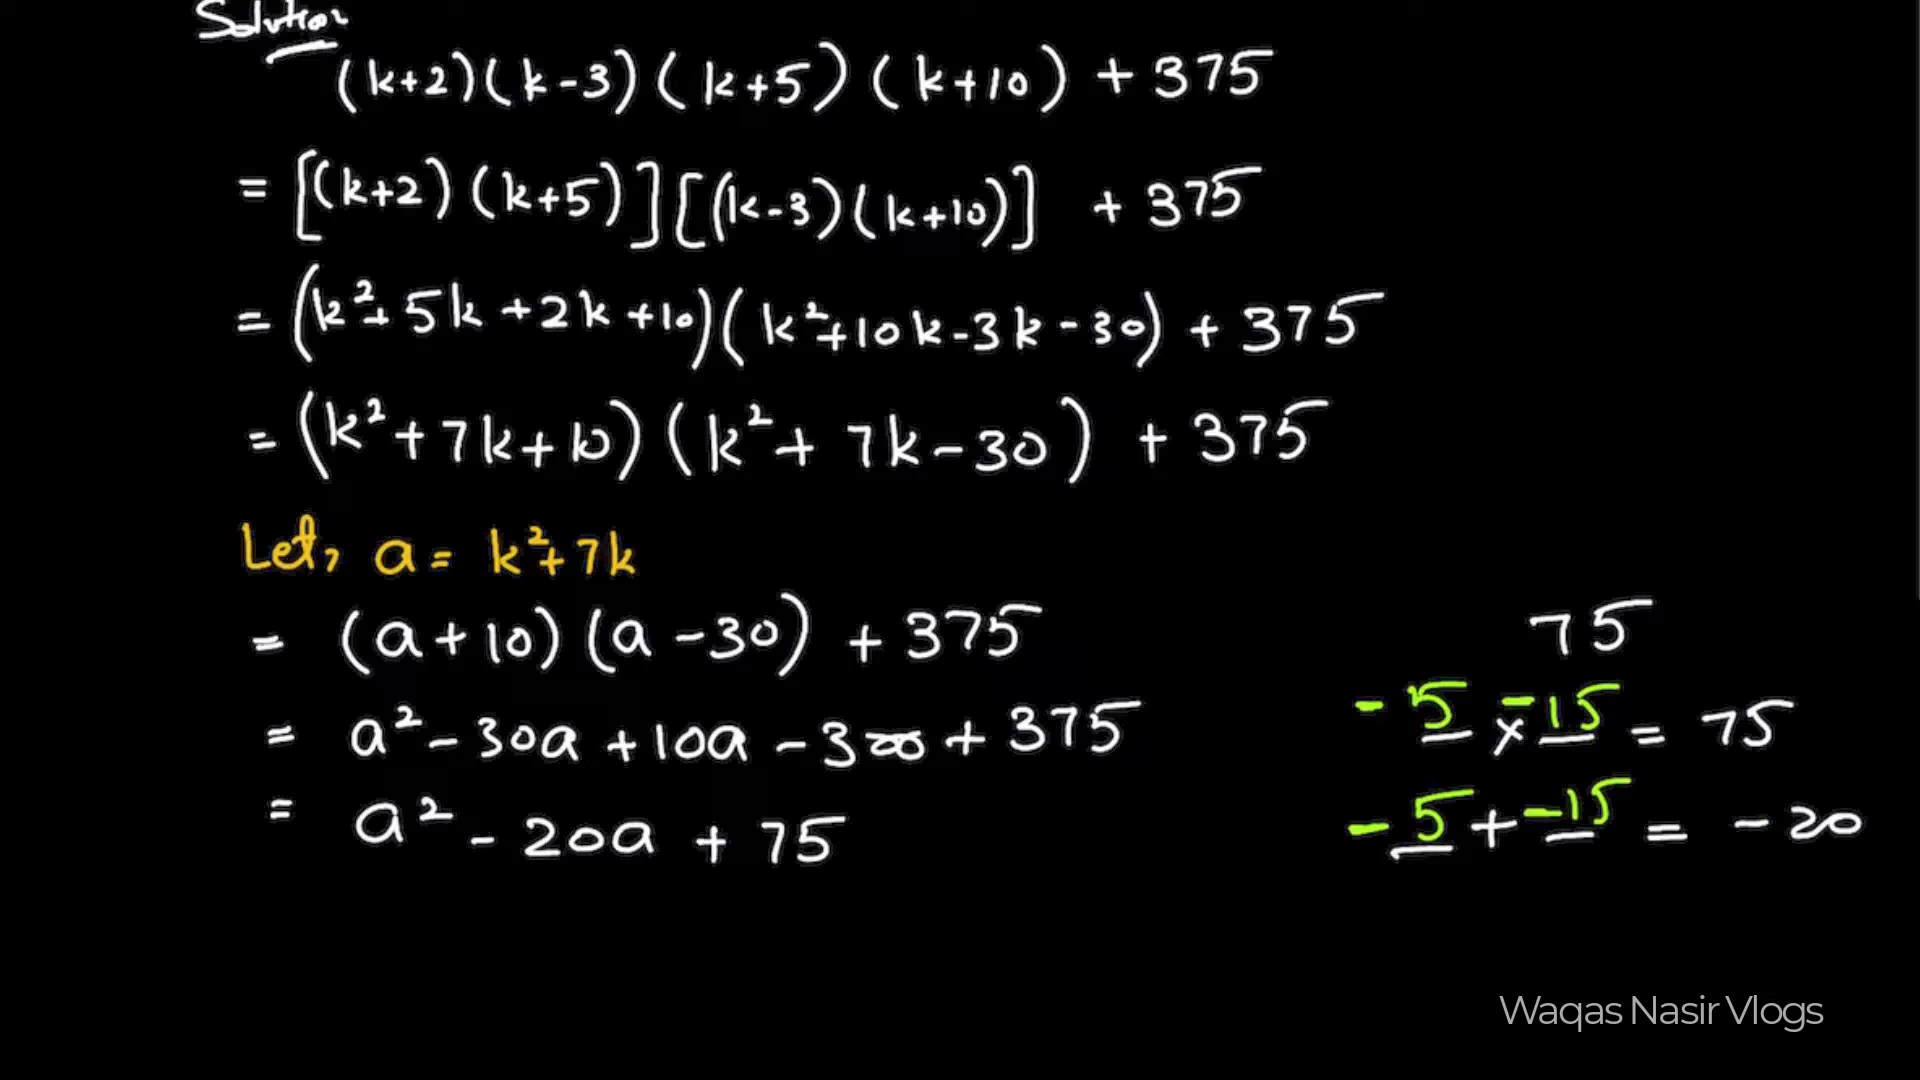 Solution
(k+2)(k-3)(k+5)(k+10) + 375
= [(k+2)(k+5)][(k-3)(k+10)] + 375
= (k²+5k+2k+10)(k²+10k-3k-30) + 375
= (k²+7k+10)(k²+7k-30) + 375
Let, a = k²+7k
= (a+10)(a-30) + 375
= a²-30a+10a-300+375
= a²-20a+75
75
-5 × -15 = 75
-5 + -15 = -20
Waqas Nasir Vlogs